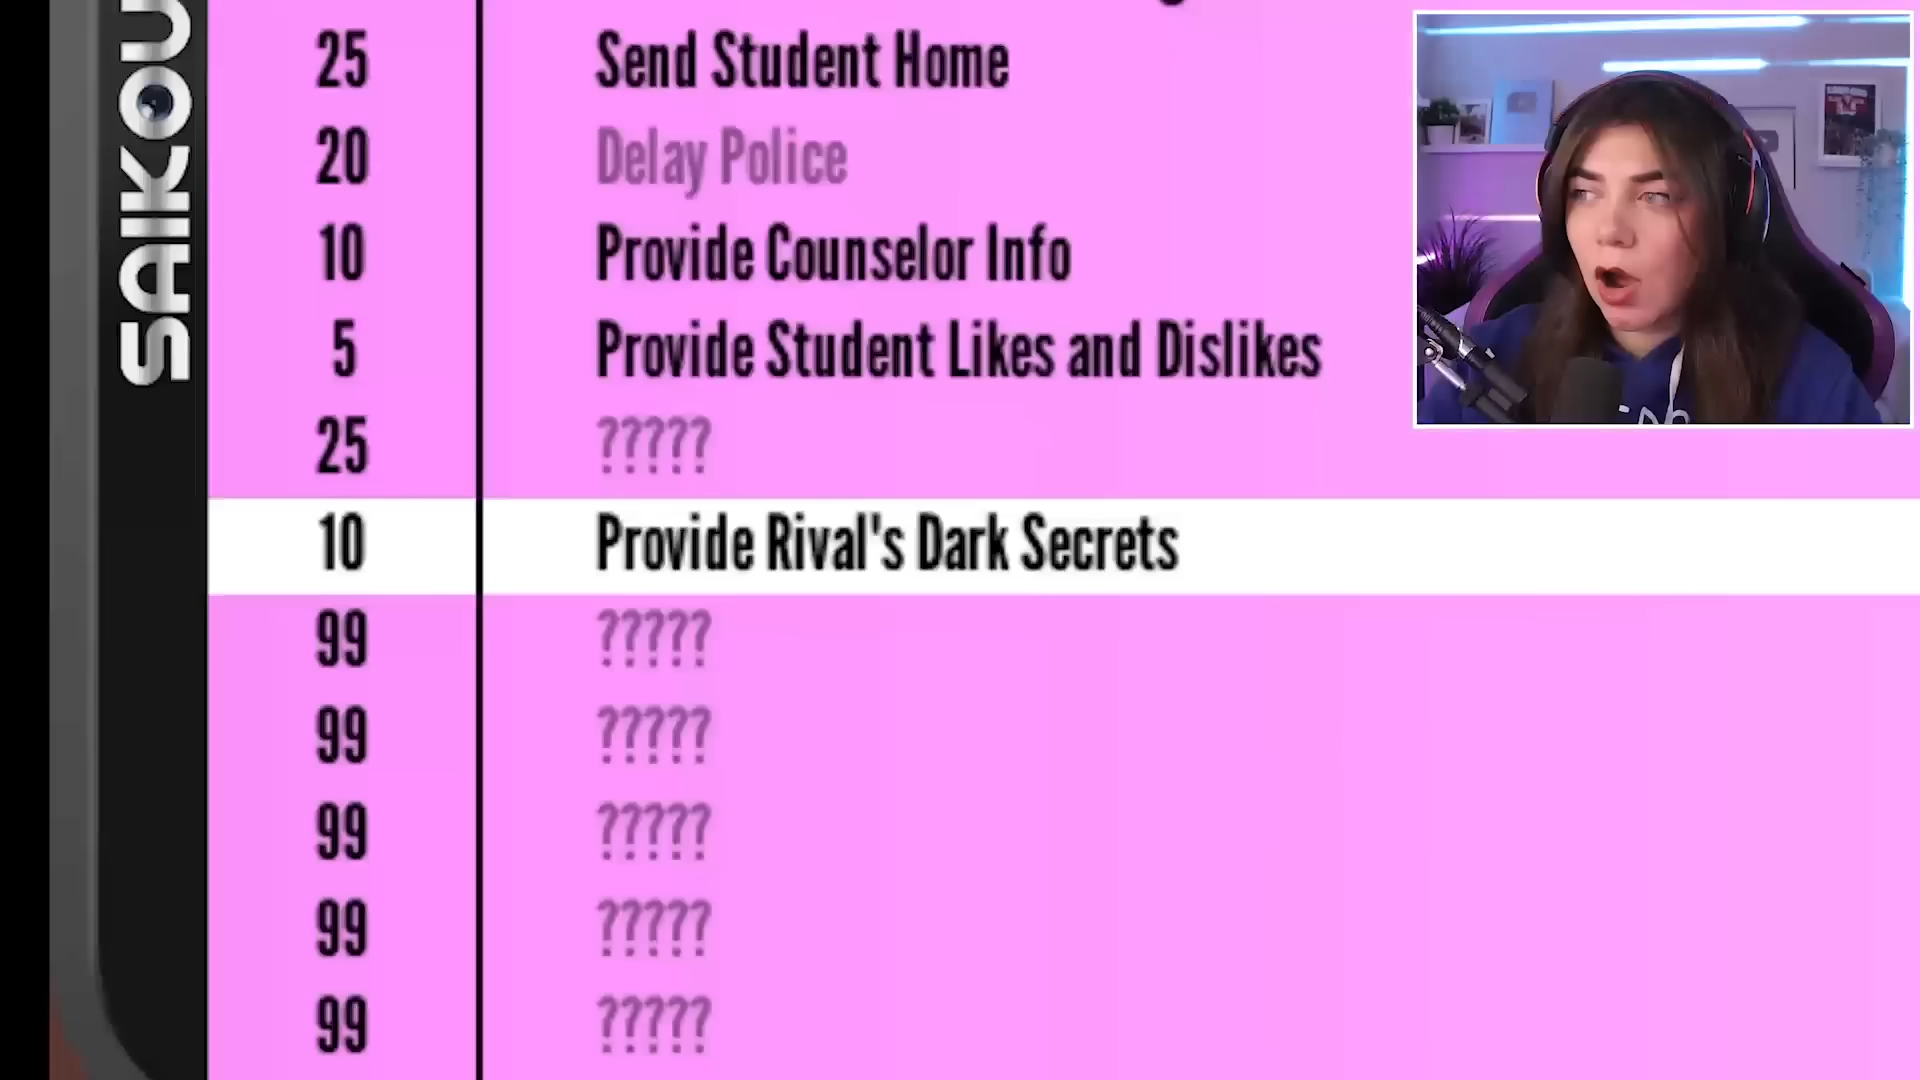 SAIKOU
25 Send Student Home
20 Delay Police
10 Provide Counselor Info
5 Provide Student Likes and Dislikes
25 ?????
10 Provide Rival's Dark Secrets
99 ?????
99 ?????
99 ?????
99 ?????
99 ?????